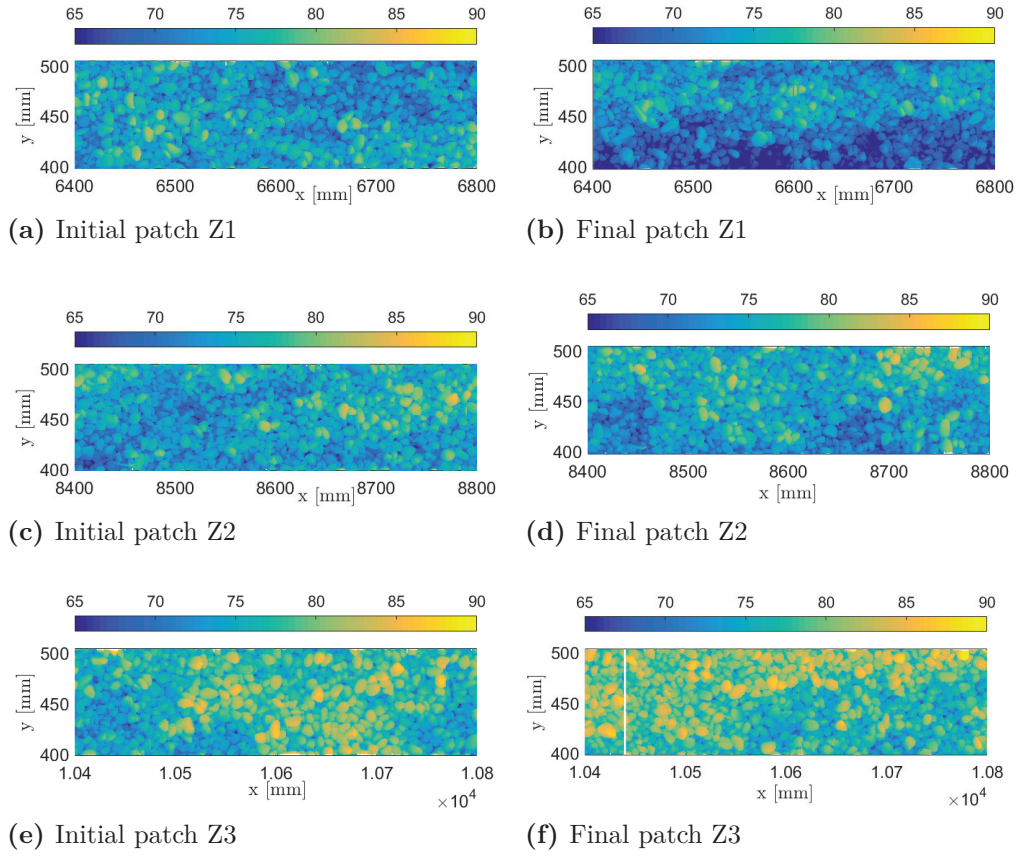 65 70 75 80 85 90
y [mm]
500
450
400
6400 6500 6600 6700 6800
x [mm]
(a) Initial patch Z1
65 70 75 80 85 90
y [mm]
500
450
400
6400 6500 6600 6700 6800
x [mm]
(b) Final patch Z1
65 70 75 80 85 90
y [mm]
500
450
400
8400 8500 8600 8700 8800
x [mm]
(c) Initial patch Z2
65 70 75 80 85 90
y [mm]
500
450
400
8400 8500 8600 8700 8800
x [mm]
(d) Final patch Z2
65 70 75 80 85 90
y [mm]
500
450
400
1.04 1.05 1.06 1.07 1.08
x [mm]
×10⁴
(e) Initial patch Z3
65 70 75 80 85 90
y [mm]
500
450
400
1.04 1.05 1.06 1.07 1.08
x [mm]
×10⁴
(f) Final patch Z3